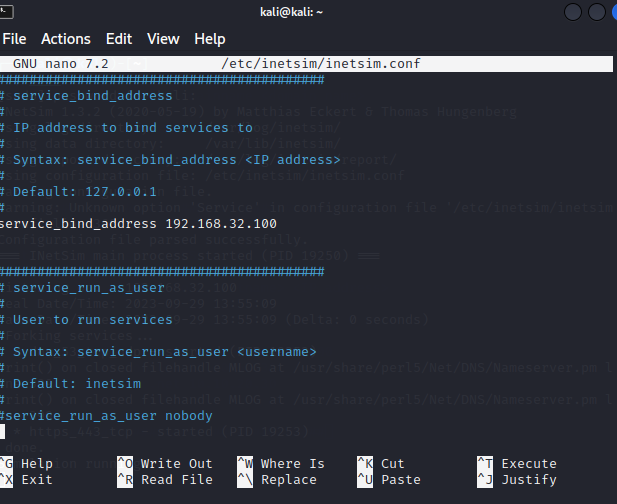 kali@kali: ~
File Actions Edit View Help
GNU nano 7.2 /etc/inetsim/inetsim.conf
###########################################
# service_bind_address
#
# IP address to bind services to
#
# Syntax: service_bind_address <IP address>
#
# Default: 127.0.0.1
#
service_bind_address 192.168.32.100
###########################################
# service_run_as_user
#
# User to run services
#
# Syntax: service_run_as_user <username>
#
# Default: inetsim
#
#service_run_as_user nobody
^G Help ^O Write Out ^W Where Is ^K Cut ^T Execute
^X Exit ^R Read File ^\ Replace ^U Paste ^J Justify